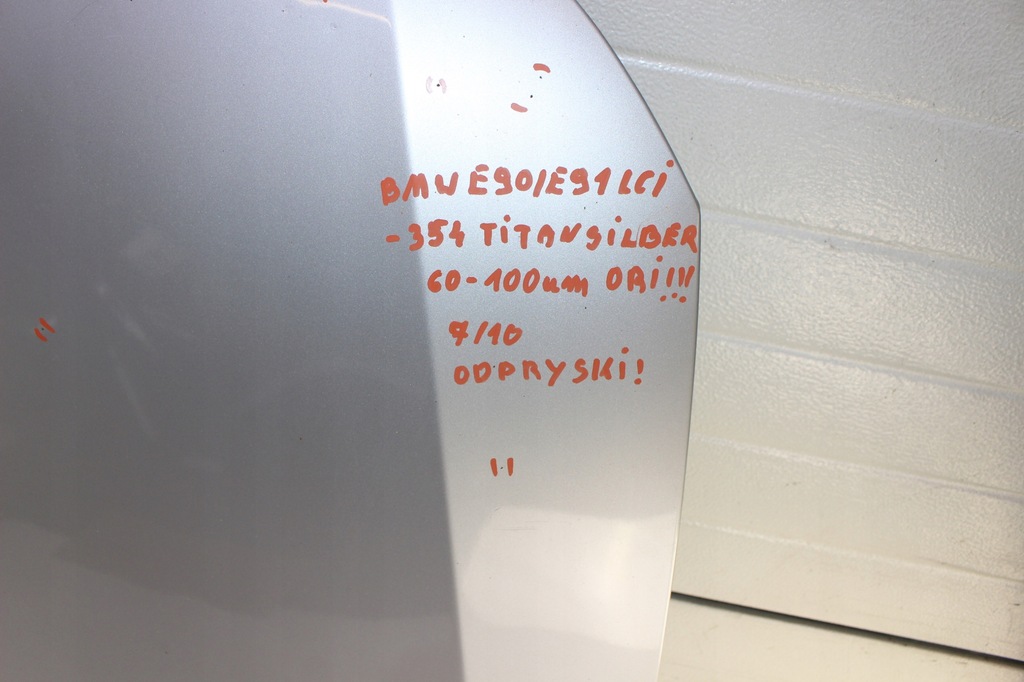 BMW E90/E91 LCI
-354 TITANSILBER
60-100um ORI!!!
7/10
ODPRYSKI!